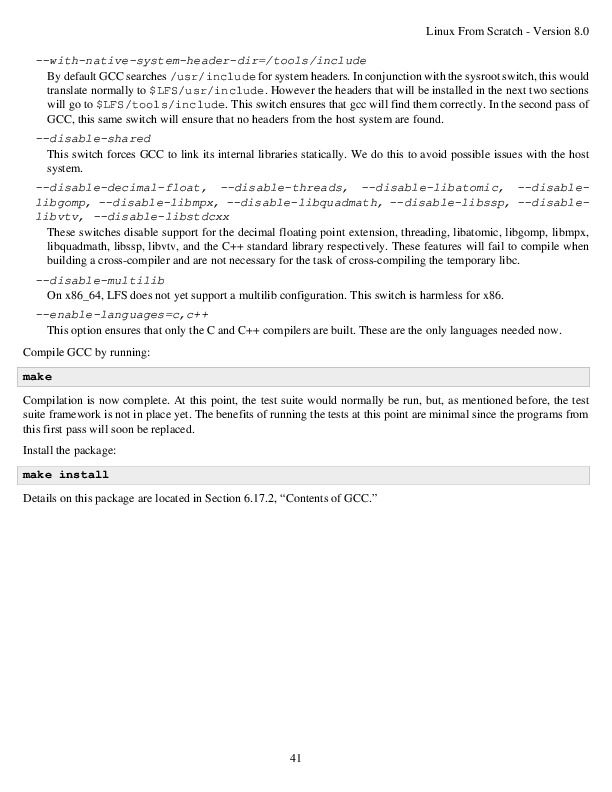 Linux From Scratch - Version 8.0
--with-native-system-header-dir=/tools/include
By default GCC searches /usr/include for system headers. In conjunction with the sysroot switch, this would
translate normally to $LFS/usr/include. However the headers that will be installed in the next two sections
will go to $LFS/tools/include. This switch ensures that gcc will find them correctly. In the second pass of
GCC, this same switch will ensure that no headers from the host system are found.
--disable-shared
This switch forces GCC to link its internal libraries statically. We do this to avoid possible issues with the host
system.
--disable-decimal-float, --disable-threads, --disable-libatomic, --disable-
libgomp, --disable-libmpx, --disable-libquadmath, --disable-libssp, --disable-
libvtv, --disable-libstdcxx
These switches disable support for the decimal floating point extension, threading, libatomic, libgomp, libmpx,
libquadmath, libssp, libvtv, and the C++ standard library respectively. These features will fail to compile when
building a cross-compiler and are not necessary for the task of cross-compiling the temporary libc.
--disable-multilib
On x86_64, LFS does not yet support a multilib configuration. This switch is harmless for x86.
--enable-languages=c,c++
This option ensures that only the C and C++ compilers are built. These are the only languages needed now.
Compile GCC by running:
make
Compilation is now complete. At this point, the test suite would normally be run, but, as mentioned before, the test
suite framework is not in place yet. The benefits of running the tests at this point are minimal since the programs from
this first pass will soon be replaced.
Install the package:
make install
Details on this package are located in Section 6.17.2, “Contents of GCC.”
41